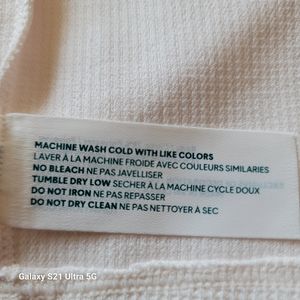 MACHINE WASH COLD WITH LIKE COLORS
LAVER À LA MACHINE FROIDE AVEC COULEURS SIMILARIES
NO BLEACH NE PAS JAVELLISER
TUMBLE DRY LOW SECHER À LA MACHINE CYCLE DOUX
DO NOT IRON NE PAS REPASSER
DO NOT DRY CLEAN NE PAS NETTOYER À SEC
Galaxy S21 Ultra 5G